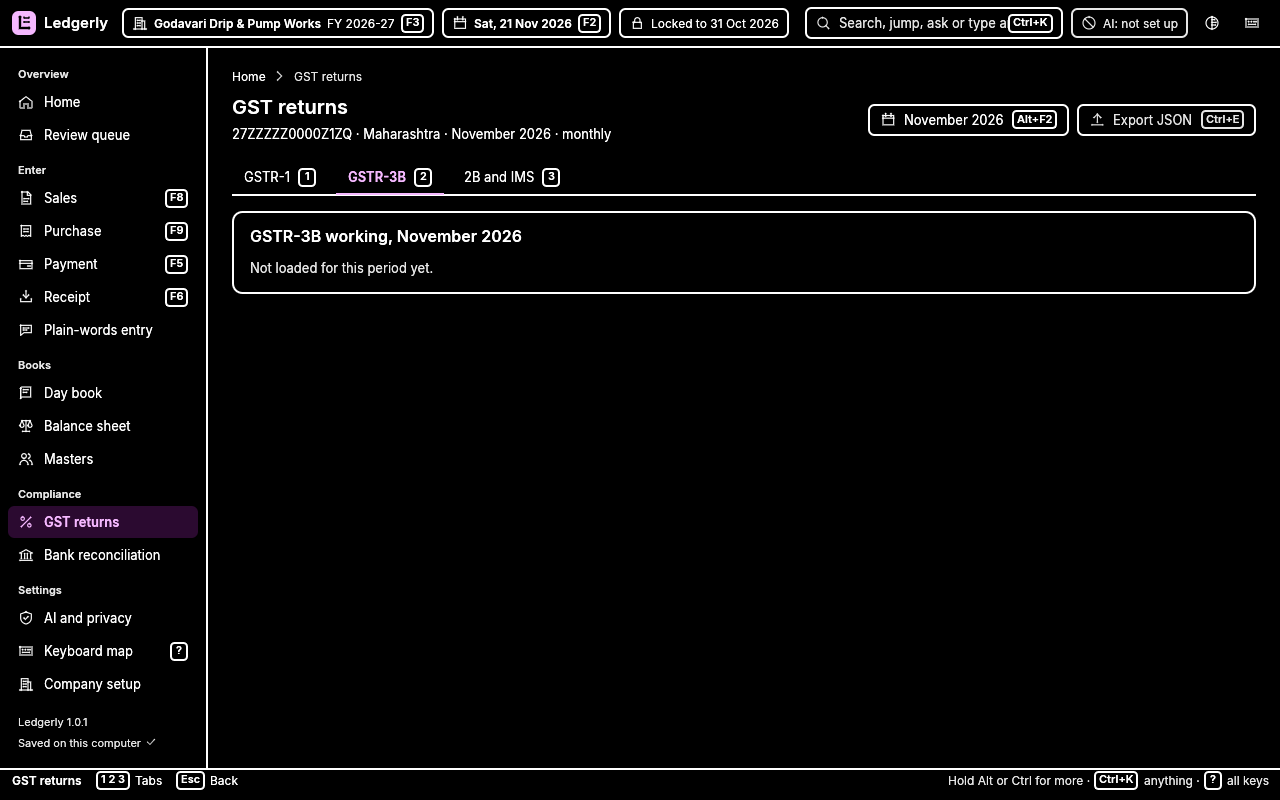 Ledgerly
Godavari Drip & Pump Works FY 2026-27 F3
Sat, 21 Nov 2026 F2
Locked to 31 Oct 2026
Search, jump, ask or type a Ctrl+K
AI: not set up
Overview
Home
Review queue
Enter
Sales F8
Purchase F9
Payment F5
Receipt F6
Plain-words entry
Books
Day book
Balance sheet
Masters
Compliance
GST returns
Bank reconciliation
Settings
AI and privacy
Keyboard map ?
Company setup
Ledgerly 1.0.1
Saved on this computer
Home GST returns
GST returns
27ZZZZZ0000Z1ZQ · Maharashtra · November 2026 · monthly
November 2026 Alt+F2
Export JSON Ctrl+E
GSTR-1 1
GSTR-3B 2
2B and IMS 3
GSTR-3B working, November 2026
Not loaded for this period yet.
GST returns 1 2 3 Tabs Esc Back
Hold Alt or Ctrl for more · Ctrl+K anything · ? all keys